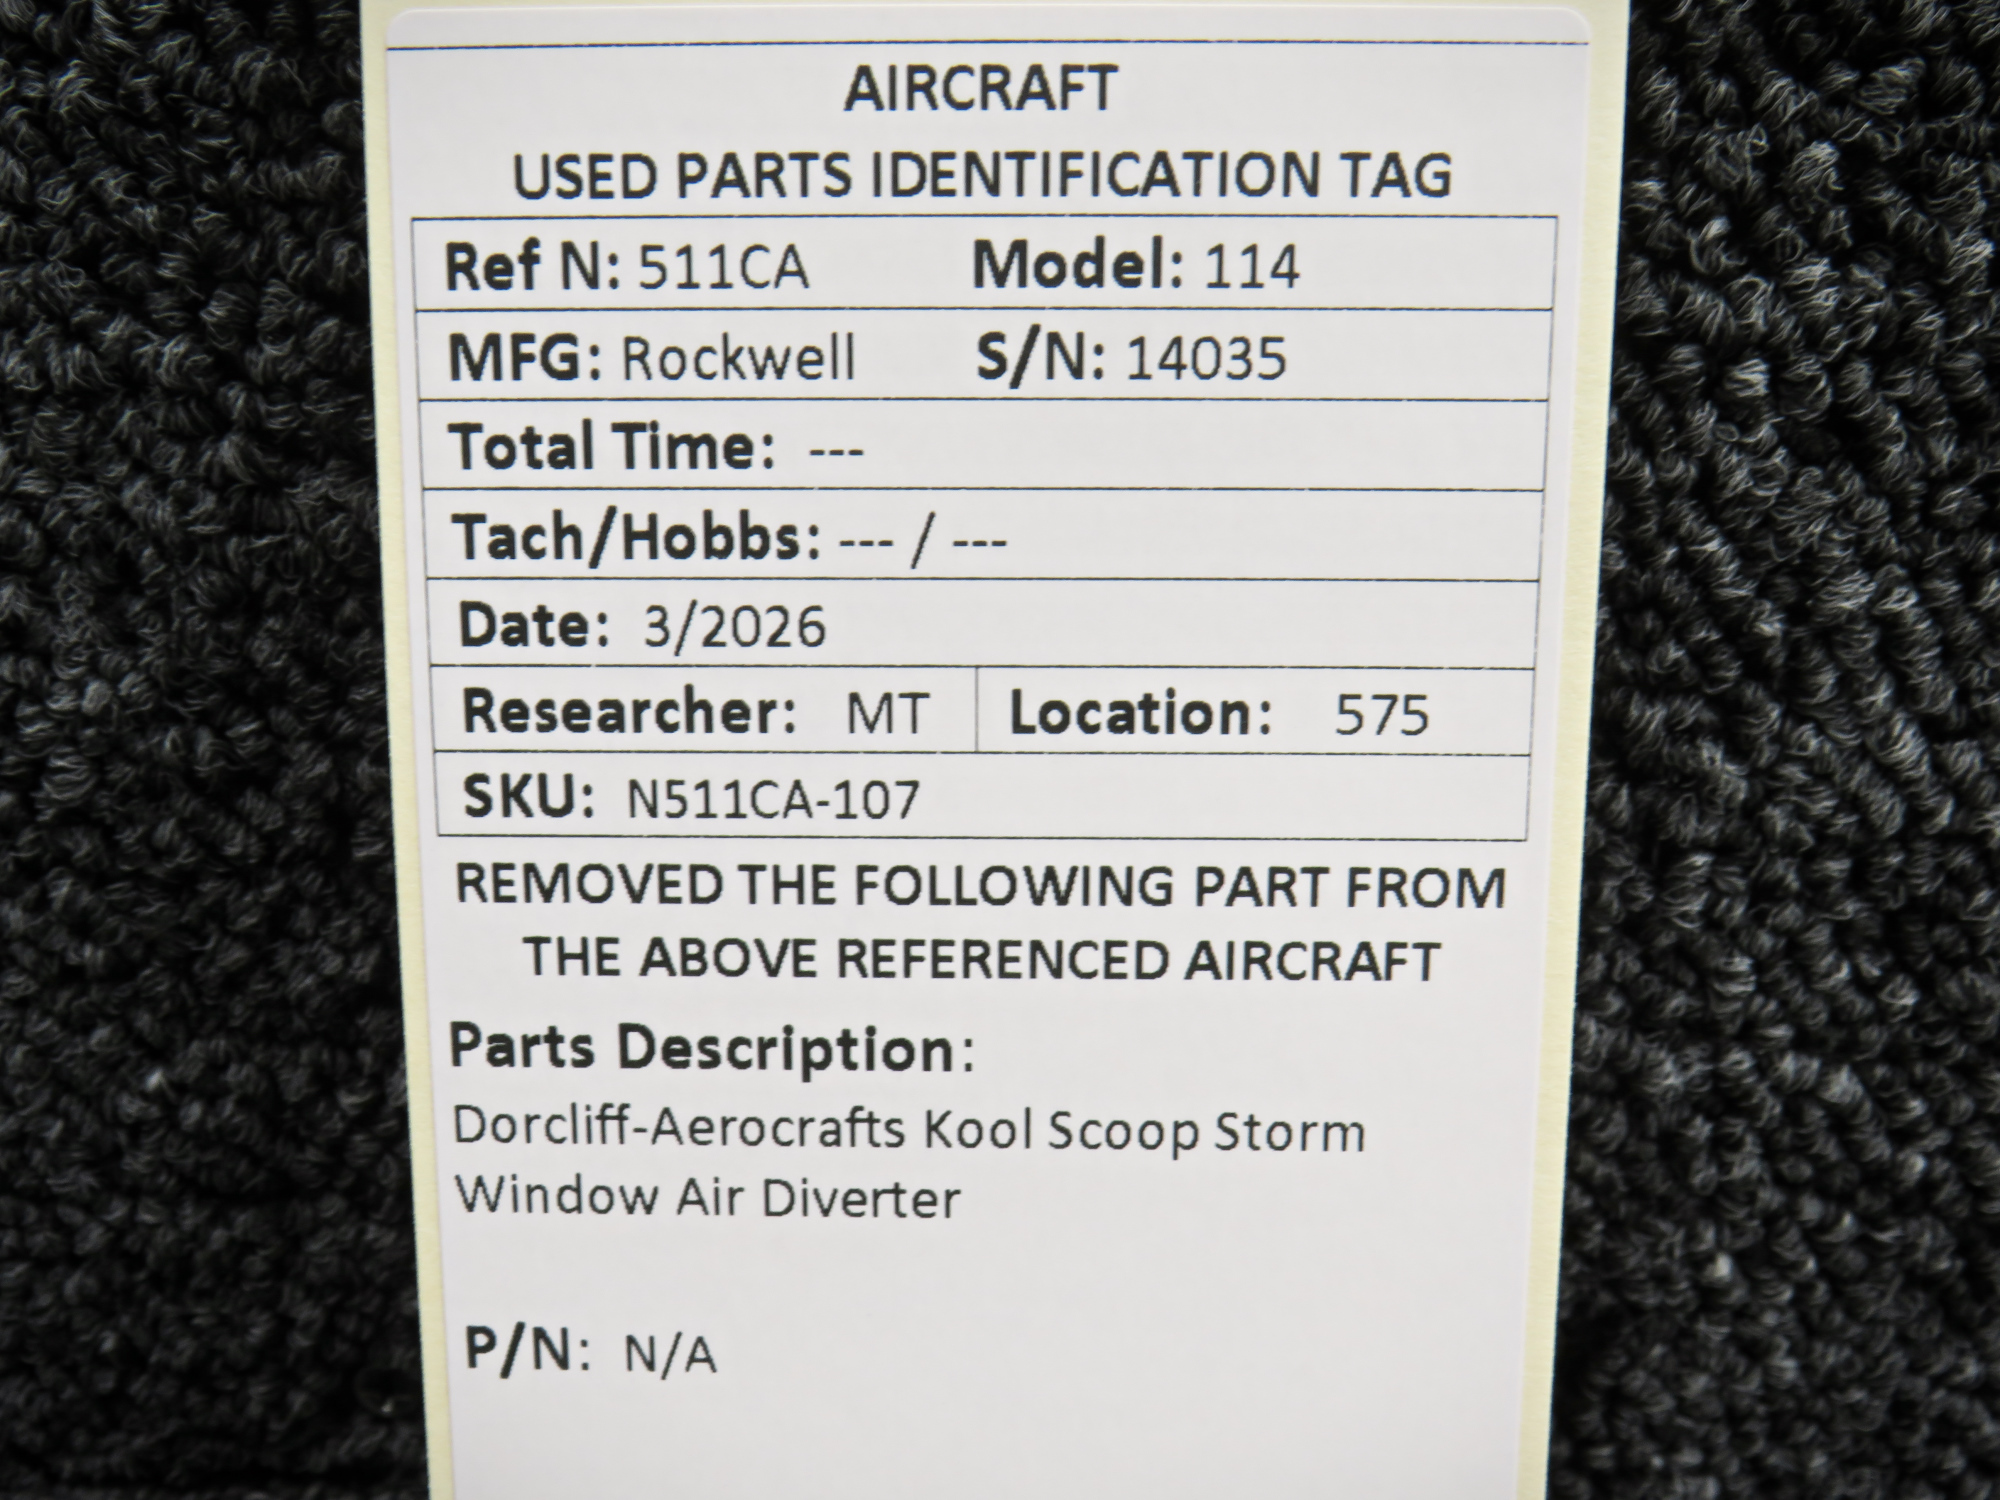 AIRCRAFT
USED PARTS IDENTIFICATION TAG
Ref N: 511CA Model: 114
MFG: Rockwell S/N: 14035
Total Time: ---
Tach/Hobbs: --- / ---
Date: 3/2026
Researcher: MT Location: 575
SKU: N511CA-107
REMOVED THE FOLLOWING PART FROM
THE ABOVE REFERENCED AIRCRAFT
Parts Description:
Dorcliff-Aerocrafts Kool Scoop Storm
Window Air Diverter
P/N: N/A